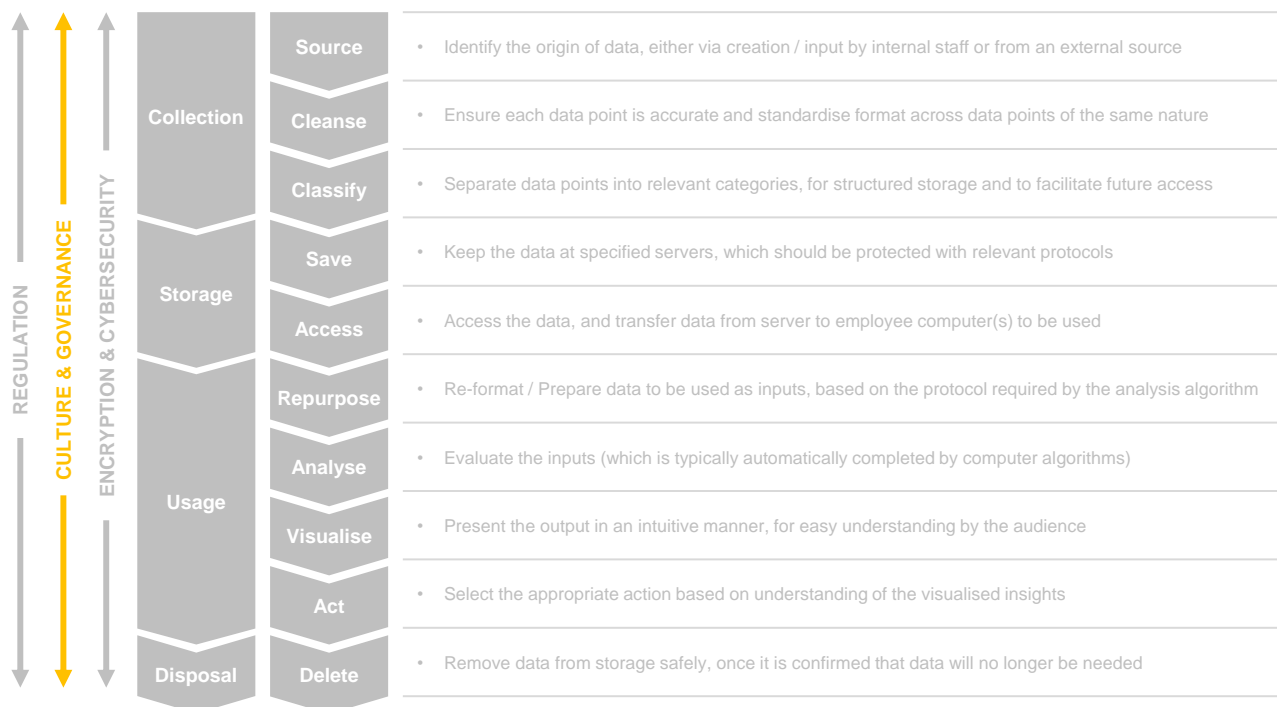 REGULATION
CULTURE & GOVERNANCE
ENCRYPTION & CYBERSECURITY
Collection
Source
• Identify the origin of data, either via creation / input by internal staff or from an external source
Cleanse
• Ensure each data point is accurate and standardise format across data points of the same nature
Classify
• Separate data points into relevant categories, for structured storage and to facilitate future access
Storage
Save
• Keep the data at specified servers, which should be protected with relevant protocols
Access
• Access the data, and transfer data from server to employee computer(s) to be used
Usage
Repurpose
• Re-format / Prepare data to be used as inputs, based on the protocol required by the analysis algorithm
Analyse
• Evaluate the inputs (which is typically automatically completed by computer algorithms)
Visualise
• Present the output in an intuitive manner, for easy understanding by the audience
Act
• Select the appropriate action based on understanding of the visualised insights
Disposal
Delete
• Remove data from storage safely, once it is confirmed that data will no longer be needed